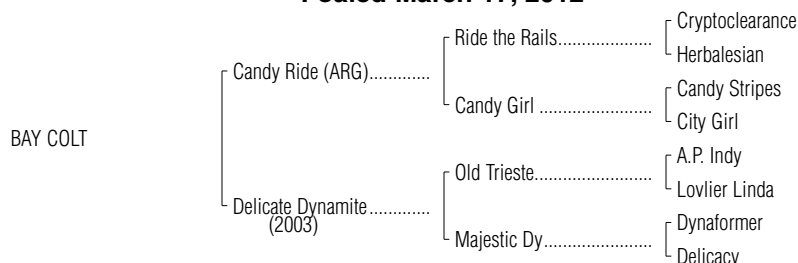 Foaled March 17, 2012
Cryptoclearance
Ride the Rails....................
Herbalesian
Candy Ride (ARG).............
Candy Stripes
Candy Girl ........................
City Girl
BAY COLT
A.P. Indy
Old Trieste.........................
Lovlier Linda
Delicate Dynamite.............
(2003)
Dynaformer
Majestic Dy.......................
Delicacy